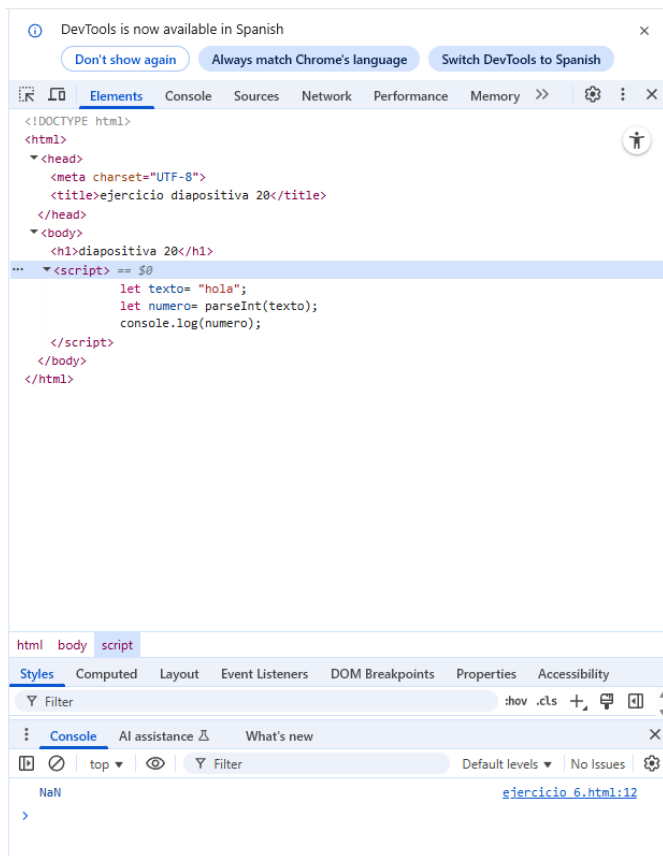 DevTools is now available in Spanish
Don't show again Always match Chrome's language Switch DevTools to Spanish
Elements Console Sources Network Performance Memory
<!DOCTYPE html>
<html>
<head>
<meta charset="UTF-8">
<title>ejercicio diapositiva 20</title>
</head>
<body>
<h1>diapositiva 20</h1>
<script> == $0
let texto= "hola";
let numero= parseInt(texto);
console.log(numero);
</script>
</body>
</html>
html body script
Styles Computed Layout Event Listeners DOM Breakpoints Properties Accessibility
Filter :hov .cls
Console AI assistance What's new
top Filter Default levels No Issues
NaN ejercicio 6.html:12